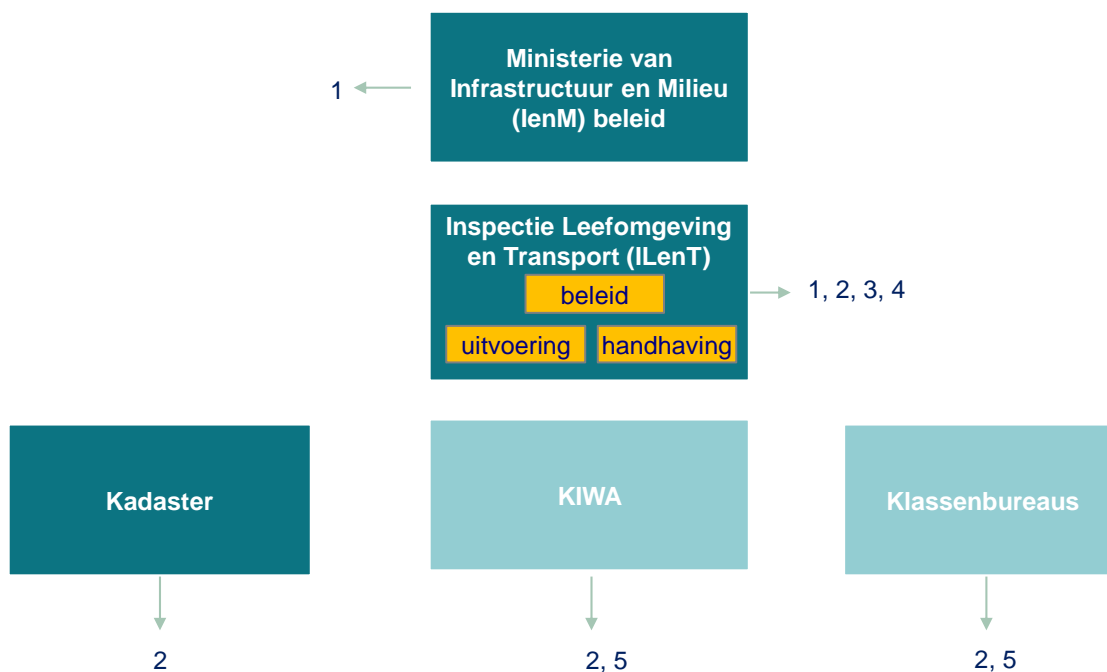 Ministerie van
Infrastructuur en Milieu
(IenM) beleid
1
Inspectie Leefomgeving
en Transport (ILenT)
beleid
uitvoering
handhaving
1, 2, 3, 4
Kadaster
KIWA
Klassenbureaus
2
2, 5
2, 5